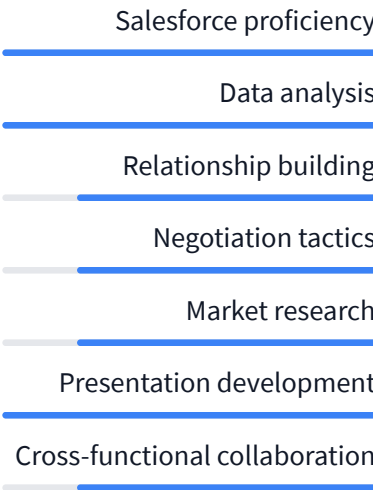 Salesforce proficiency
Data analysis
Relationship building
Negotiation tactics
Market research
Presentation development
Cross-functional collaboration